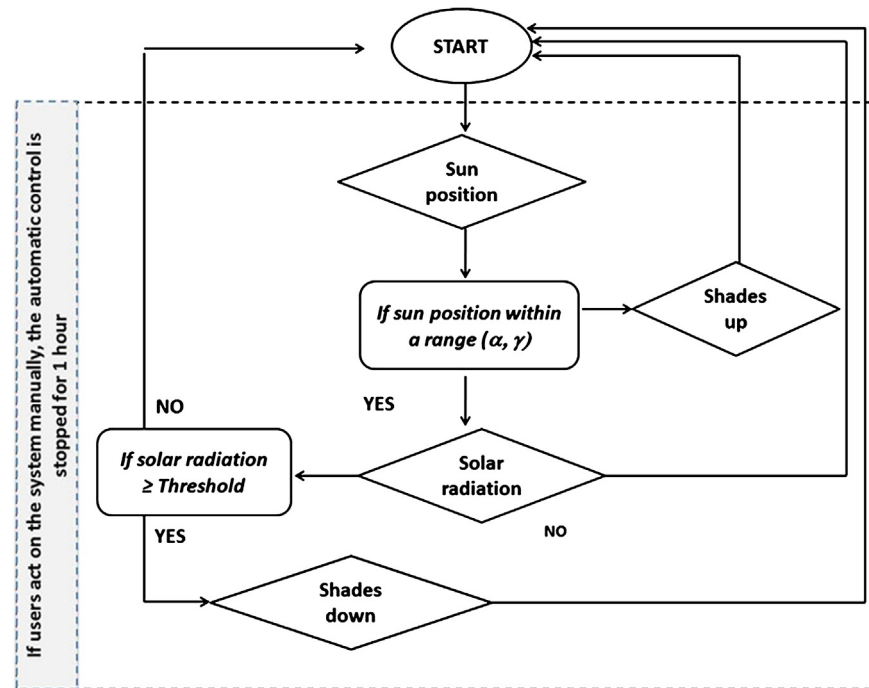 START
Sun
position
If sun position within
a range (α, γ)
Shades
up
YES
NO
If solar radiation
≥ Threshold
Solar
radiation
YES
NO
Shades
down
If users act on the system manually, the automatic control is
stopped for 1 hour